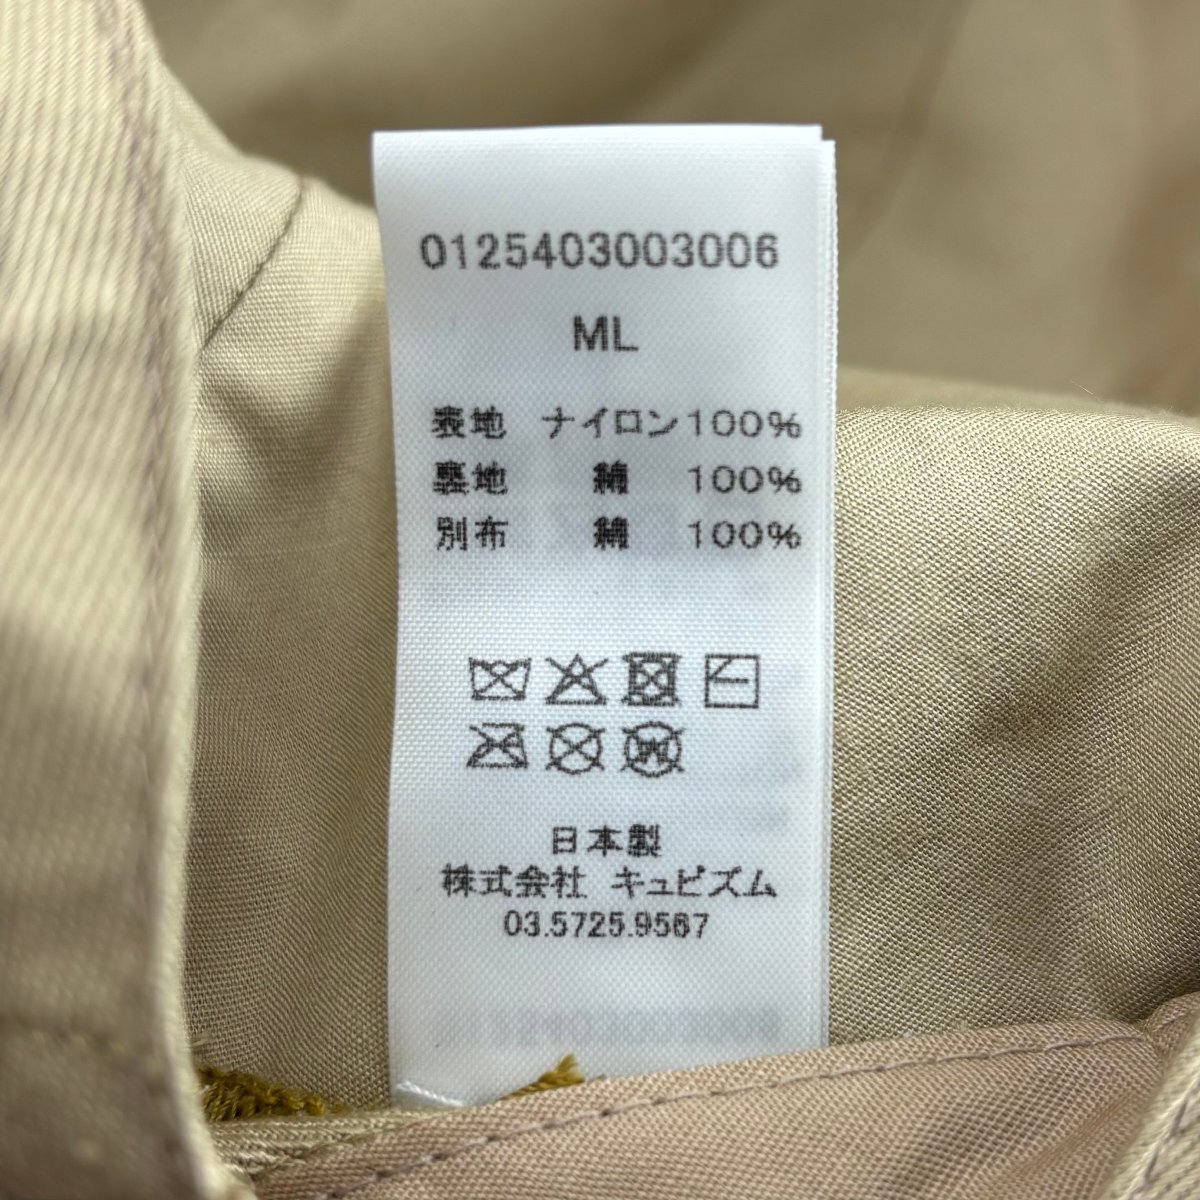 0125403003006
ML
表地 ナイロン100%
裏地 綿 100%
別布 綿 100%
日本製
株式会社 キュビズム
03.5725.9567